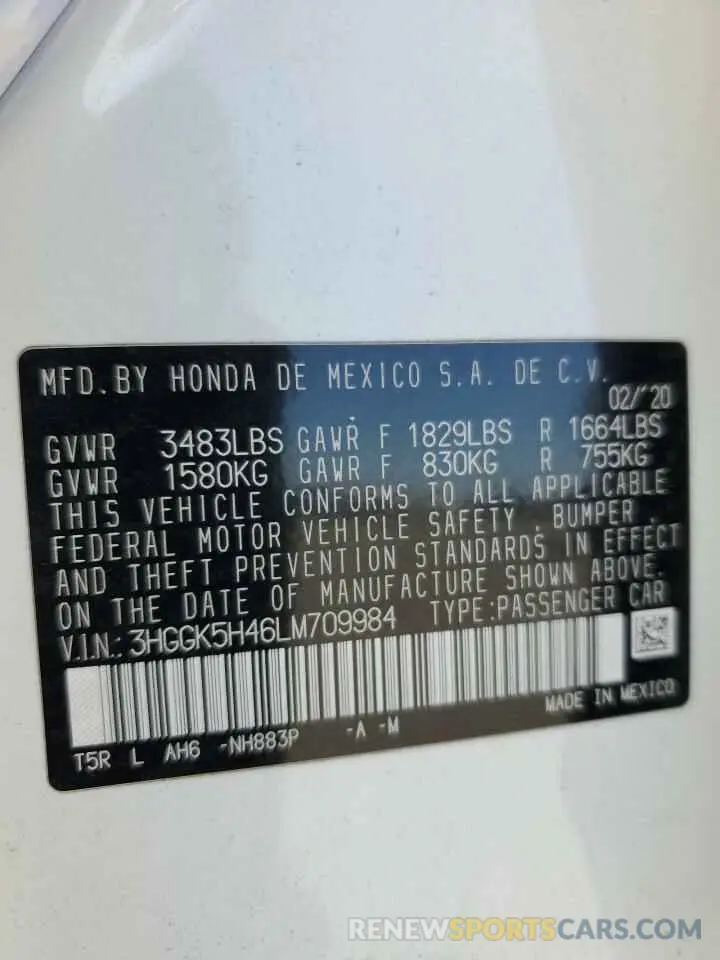 MFD.BY HONDA DE MEXICO S.A. DE C.V.
02/'20
GVWR 3483LBS GAWR F 1829LBS R 1664LBS
GVWR 1580KG GAWR F 830KG R 755KG
THIS VEHICLE CONFORMS TO ALL APPLICABLE
FEDERAL MOTOR VEHICLE SAFETY , BUMPER ,
AND THEFT PREVENTION STANDARDS IN EFFECT
ON THE DATE OF MANUFACTURE SHOWN ABOVE.
V.I.N.: 3HGGK5H46LM709984 TYPE:PASSENGER CAR
MADE IN MEXICO
T5R L AH6 -NH883P -A -M
RENEWSPORTSCARS.COM